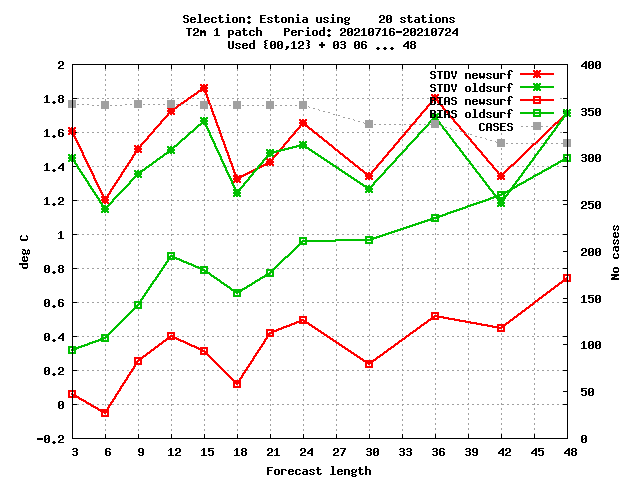 Selection: Estonia using    20 stations
T2m 1 patch   Period: 20210716-20210724
Used {00,12} + 03 06 ... 48
STDV newsurf
STDV oldsurf
BIAS newsurf
BIAS oldsurf
CASES
2
1.8
1.6
1.4
1.2
1
0.8
0.6
0.4
0.2
0
-0.2
deg C
400
350
300
250
200
150
100
50
0
No cases
3 6 9 12 15 18 21 24 27 30 33 36 39 42 45 48
Forecast length